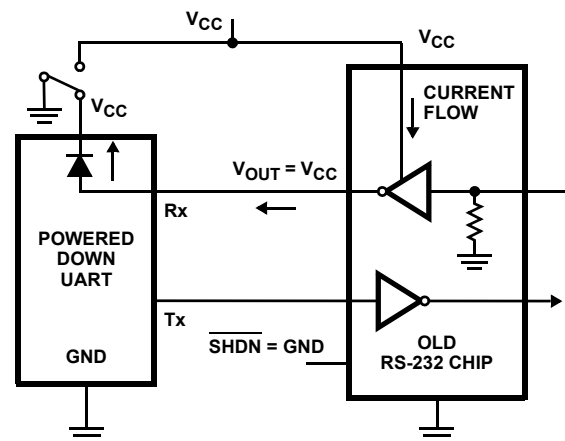 VCC
VCC
CURRENT
FLOW
VCC
VOUT = VCC
Rx
POWERED
DOWN
UART
Tx
SHDN = GND
GND
OLD
RS-232 CHIP